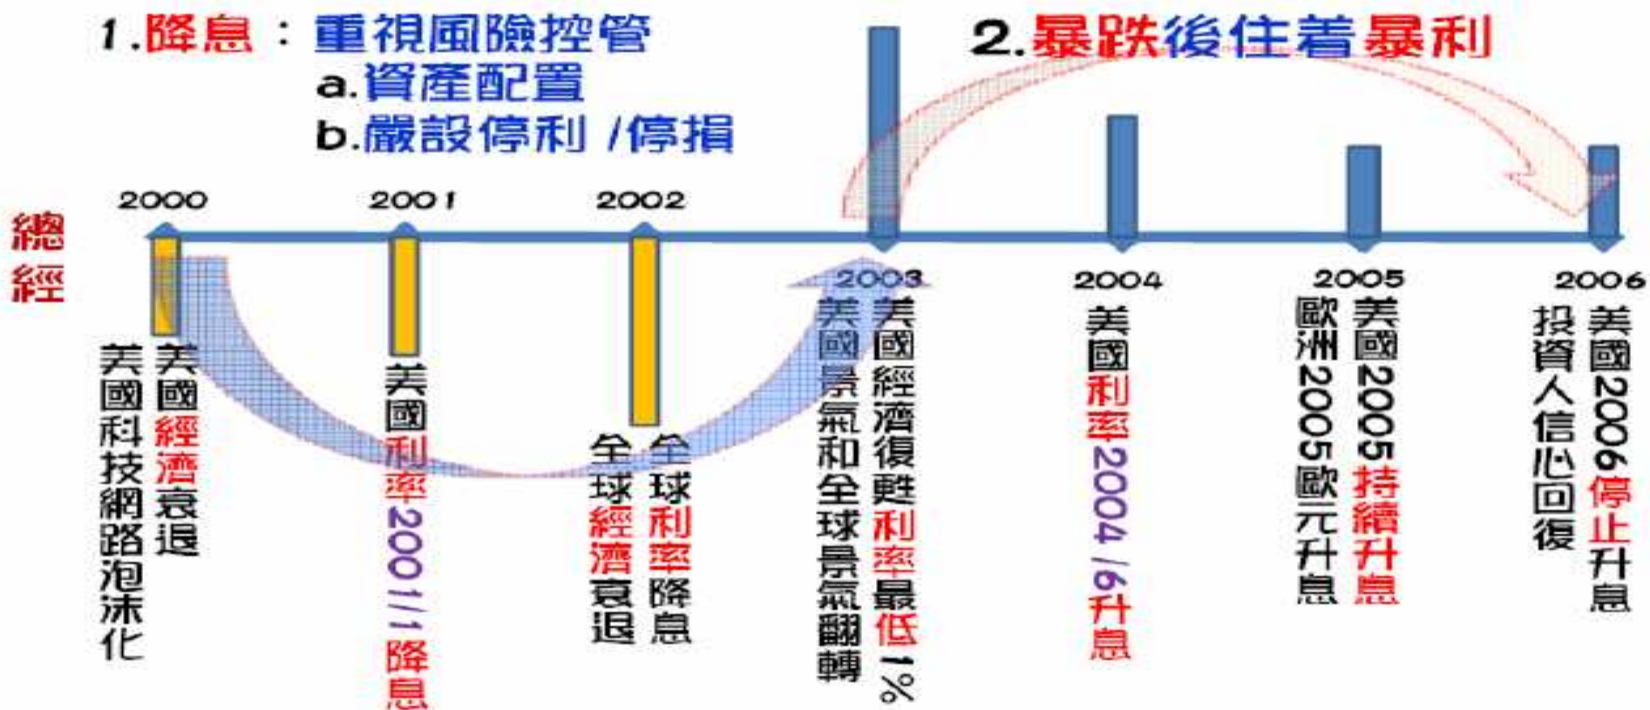 1.降息：重視風險控管
a.資產配置
b.嚴設停利 /停損
2.暴跌後住着暴利
總經
2000
2001
2002
2003
2004
2005
2006
美國經濟衰退
美國科技網路泡沫化
美國利率2001/1降息
全球利率降息
全球經濟衰退
美國經濟復甦利率最低1%
美國景氣和全球景氣翻轉
美國利率2004/6升息
美國2005持續升息
歐洲2005歐元升息
美國2006停止升息
投資人信心回復